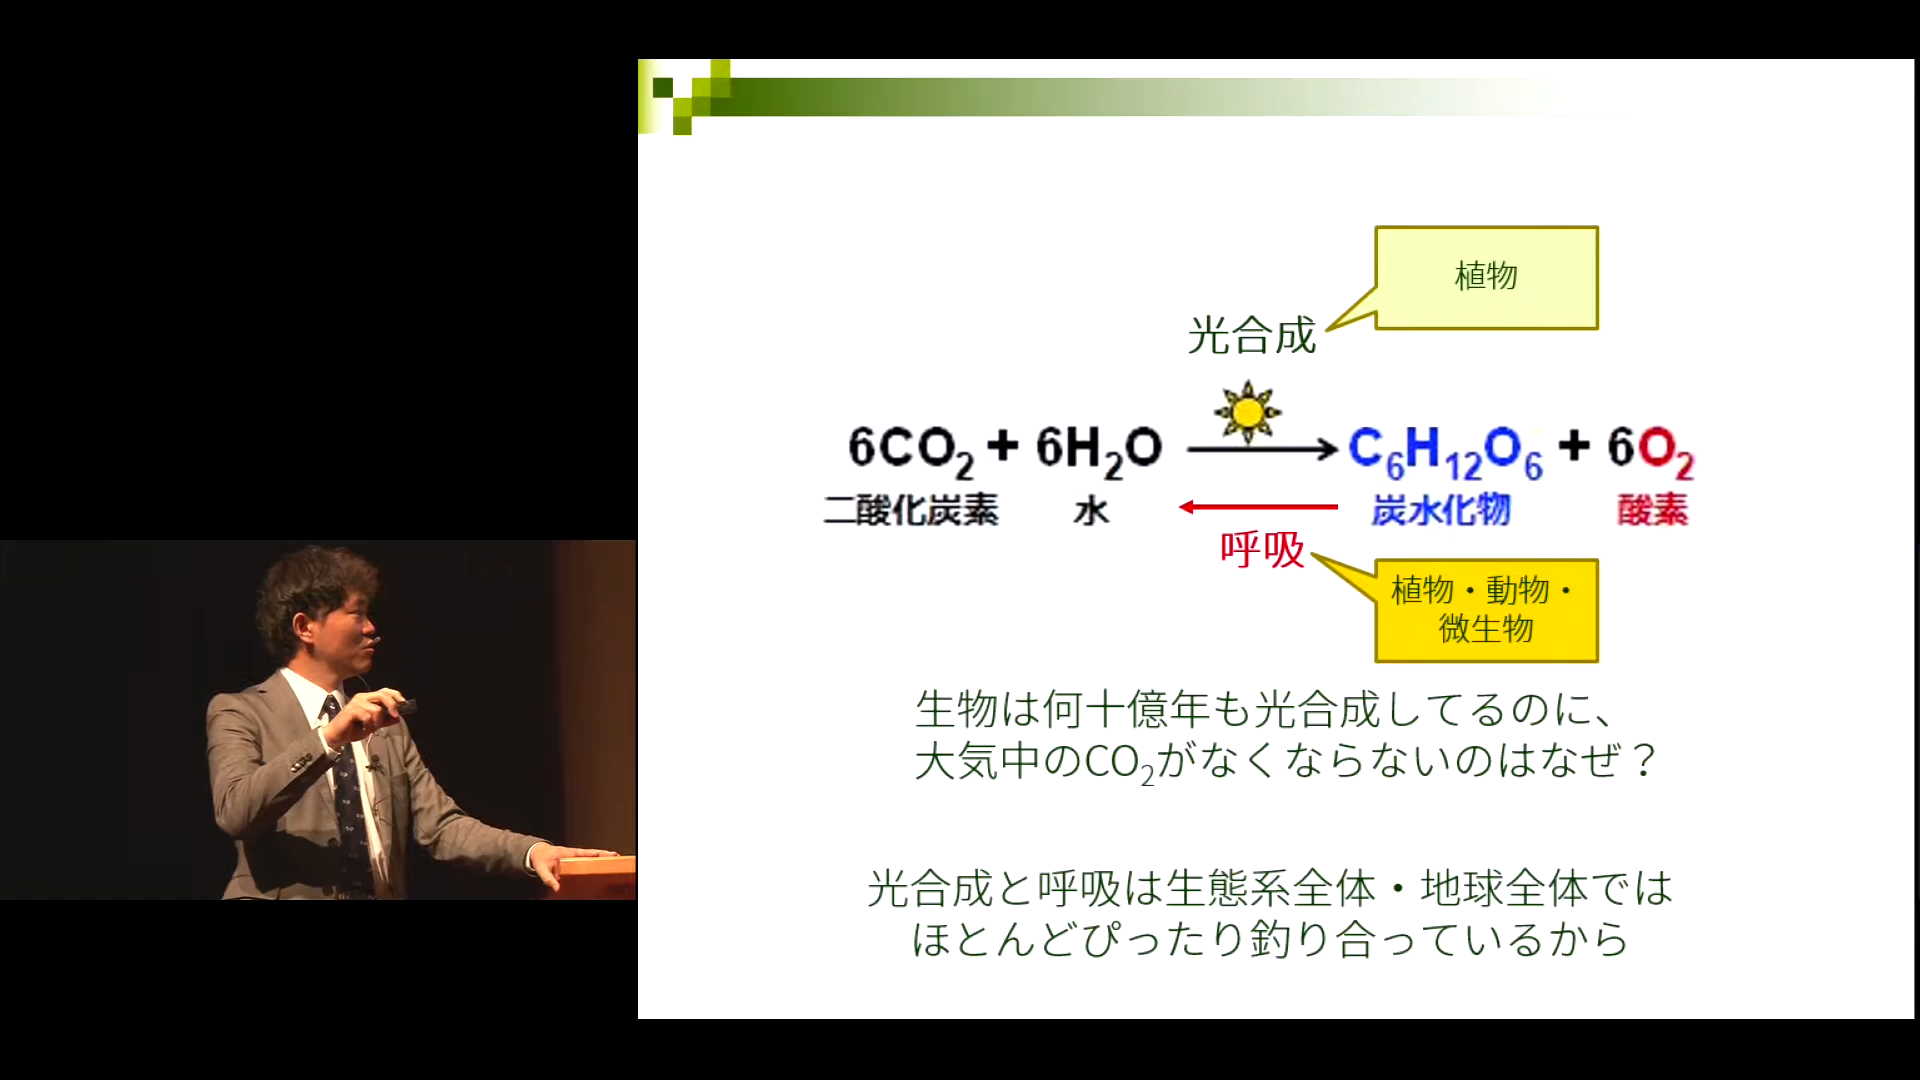 植物
光合成
6CO₂ + 6H₂O → C₆H₁₂O₆ + 6O₂
二酸化炭素 水 炭水化物 酸素
呼吸
植物・動物・
微生物
生物は何十億年も光合成してるのに、
大気中のCO₂がなくならないのはなぜ？
光合成と呼吸は生態系全体・地球全体では
ほとんどぴったり釣り合っているから